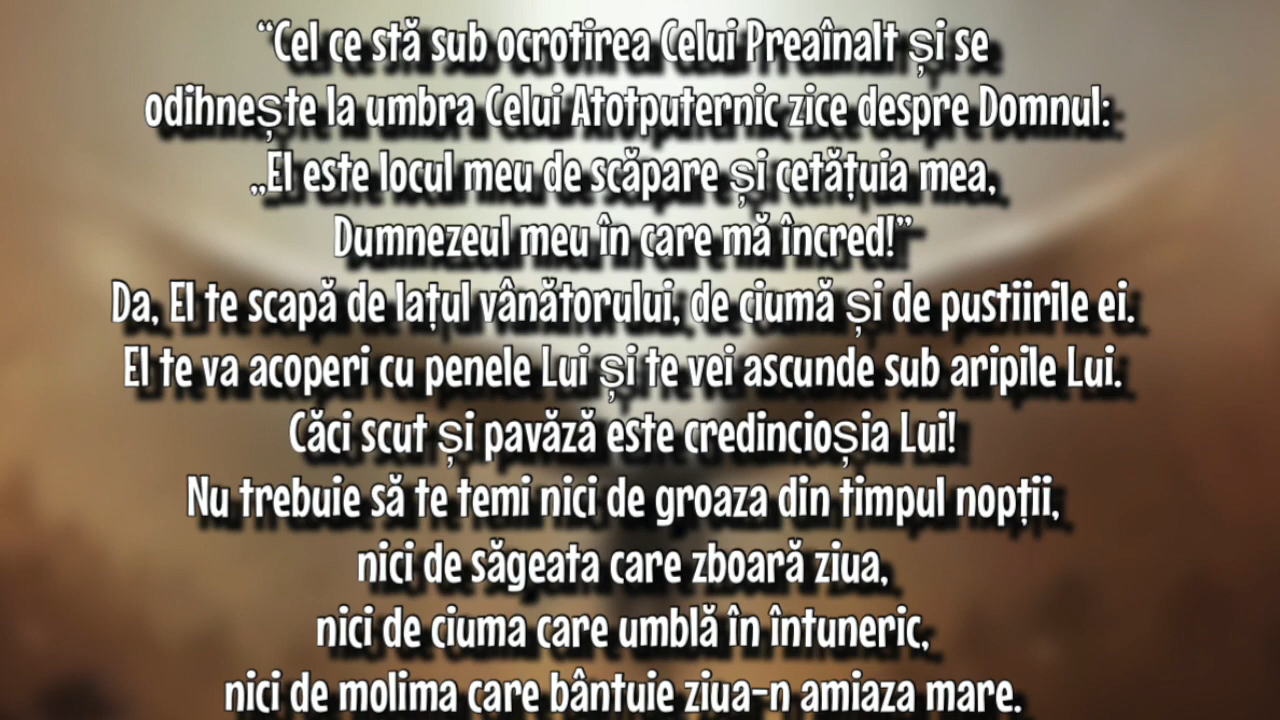 “Cel ce stă sub ocrotirea Celui Preaînalt și se
odihnește la umbra Celui Atotputernic zice despre Domnul:
„El este locul meu de scăpare și cetățuia mea,
Dumnezeul meu în care mă încred!”
Da, El te scapă de lațul vânătorului, de ciumă și de pustiirile ei.
El te va acoperi cu penele Lui și te vei ascunde sub aripile Lui.
Căci scut și pavăză este credincioșia Lui!
Nu trebuie să te temi nici de groaza din timpul nopții,
nici de săgeata care zboară ziua,
nici de ciuma care umblă în întuneric,
nici de molima care bântuie ziua-n amiaza mare.